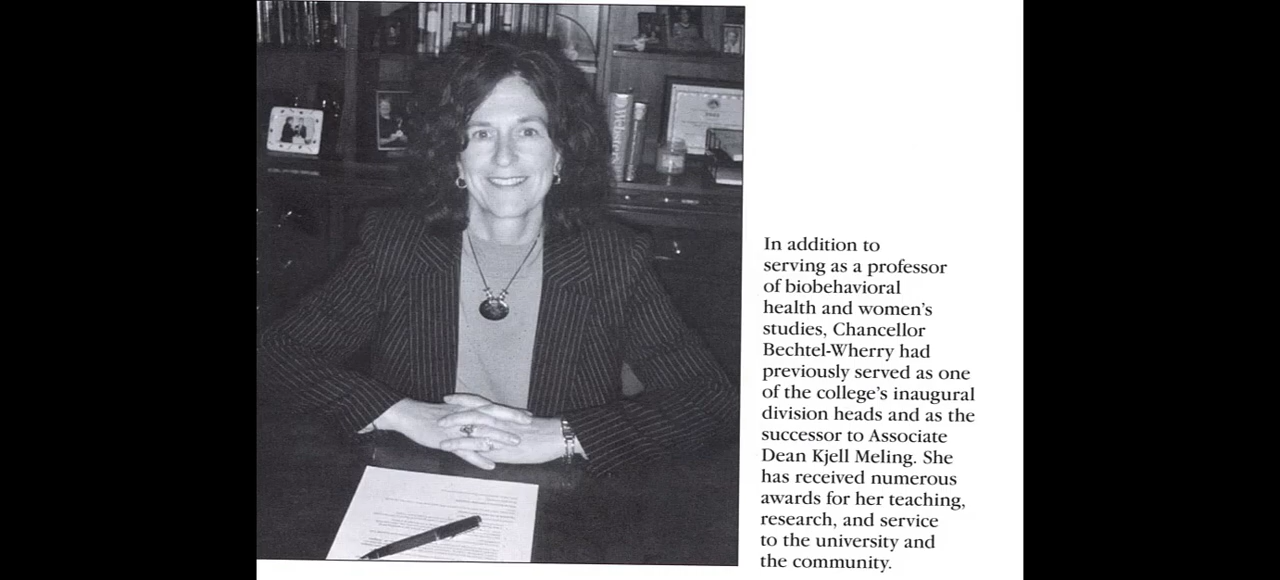 Webster's
In addition to
serving as a professor
of biobehavioral
health and women's
studies, Chancellor
Bechtel-Wherry had
previously served as one
of the college's inaugural
division heads and as the
successor to Associate
Dean Kjell Meling. She
has received numerous
awards for her teaching,
research, and service
to the university and
the community.